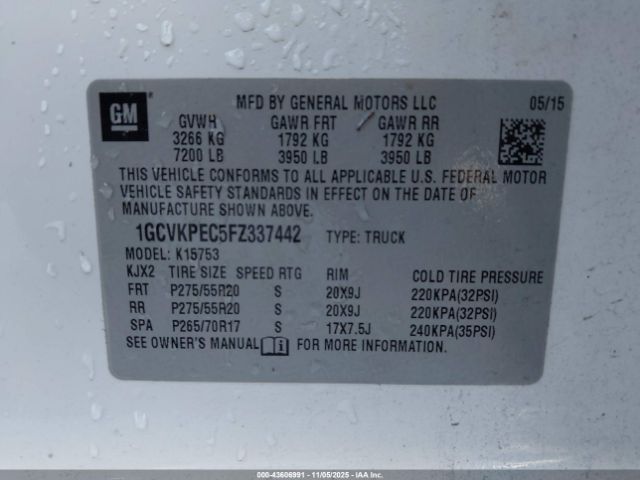 GM
MFD BY GENERAL MOTORS LLC 05/15
GVWH GAWR FRT GAWR RR
3266 KG 1792 KG 1792 KG
7200 LB 3950 LB 3950 LB
THIS VEHICLE CONFORMS TO ALL APPLICABLE U.S. FEDERAL MOTOR
VEHICLE SAFETY STANDARDS IN EFFECT ON THE DATE OF
MANUFACTURE SHOWN ABOVE.
1GCVKPEC5FZ337442 TYPE: TRUCK
MODEL: K15753
KJX2 TIRE SIZE SPEED RTG RIM COLD TIRE PRESSURE
FRT P275/55R20 S 20X9J 220KPA(32PSI)
RR P275/55R20 S 20X9J 220KPA(32PSI)
SPA P265/70R17 S 17X7.5J 240KPA(35PSI)
SEE OWNER'S MANUAL FOR MORE INFORMATION.
000-43606991 - 11/05/2025 - IAA Inc.